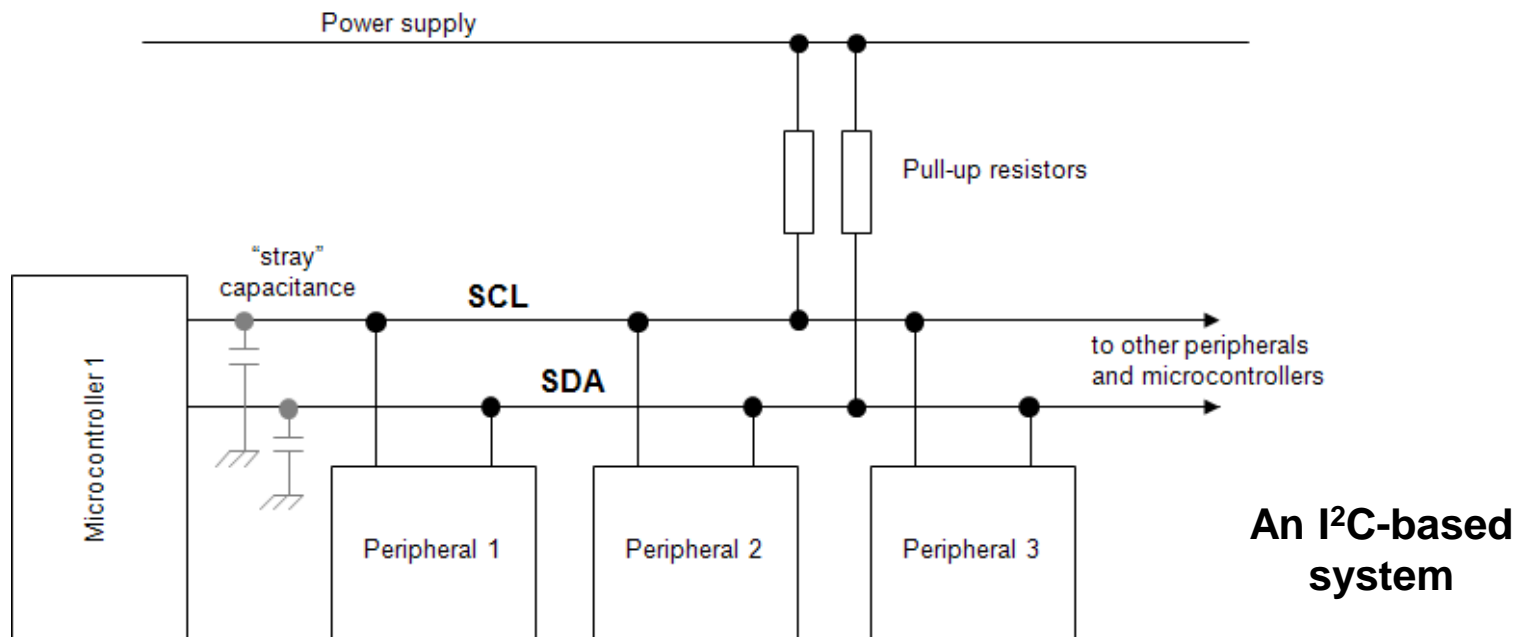 Power supply
Pull-up resistors
“stray”
capacitance
SCL
to other peripherals
and microcontrollers
SDA
Microcontroller 1
Peripheral 1
Peripheral 2
Peripheral 3
An I²C-based
system